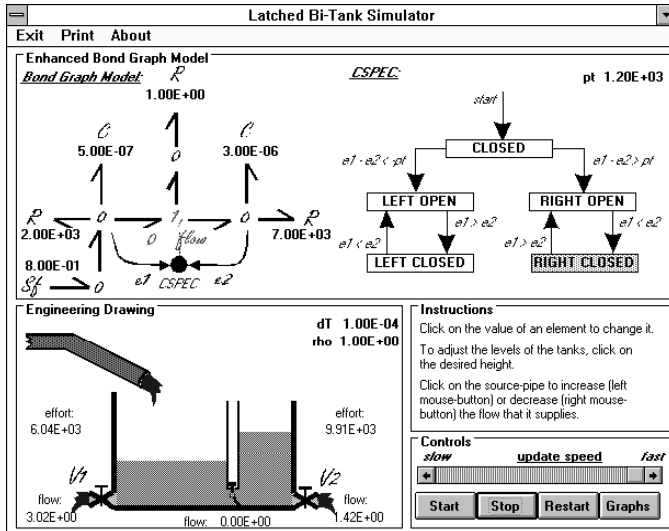 Latched Bi-Tank Simulator
Exit Print About
Enhanced Bond Graph Model
Bond Graph Model:
R
1.00E+00
C
5.00E-07
C
3.00E-06
0
R
2.00E+03
0
1
0
R
7.00E+03
0
flow
8.00E-01
Sf
0
e1
CSPEC
e2
CSPEC:
pt 1.20E+03
start
CLOSED
e1 - e2 < -pt
e1 - e2 > pt
LEFT OPEN
RIGHT OPEN
e1 < e2
e1 > e2
e1 > e2
e1 < e2
LEFT CLOSED
RIGHT CLOSED
Engineering Drawing
dT 1.00E-04
rho 1.00E+00
effort:
6.04E+03
effort:
9.91E+03
V1
V2
flow:
3.02E+00
flow: 0.00E+00
flow:
1.42E+00
Instructions
Click on the value of an element to change it.
To adjust the levels of the tanks, click on
the desired height.
Click on the source-pipe to increase (left
mouse-button) or decrease (right mouse-
button) the flow that it supplies.
Controls
slow update speed fast
Start Stop Restart Graphs